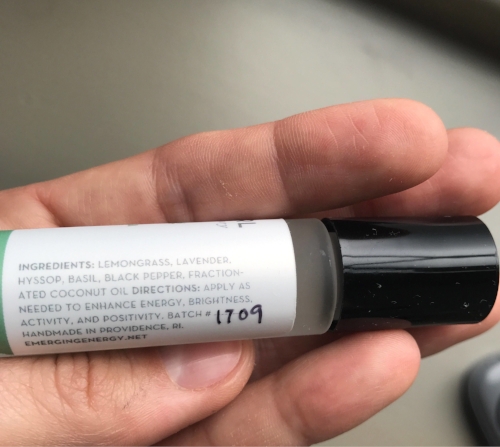 INGREDIENTS: LEMONGRASS, LAVENDER,
HYSSOP, BASIL, BLACK PEPPER, FRACTION-
ATED COCONUT OIL DIRECTIONS: APPLY AS
NEEDED TO ENHANCE ENERGY, BRIGHTNESS,
ACTIVITY, AND POSITIVITY. BATCH # 1709
HANDMADE IN PROVIDENCE, RI.
EMERGINGENERGY.NET